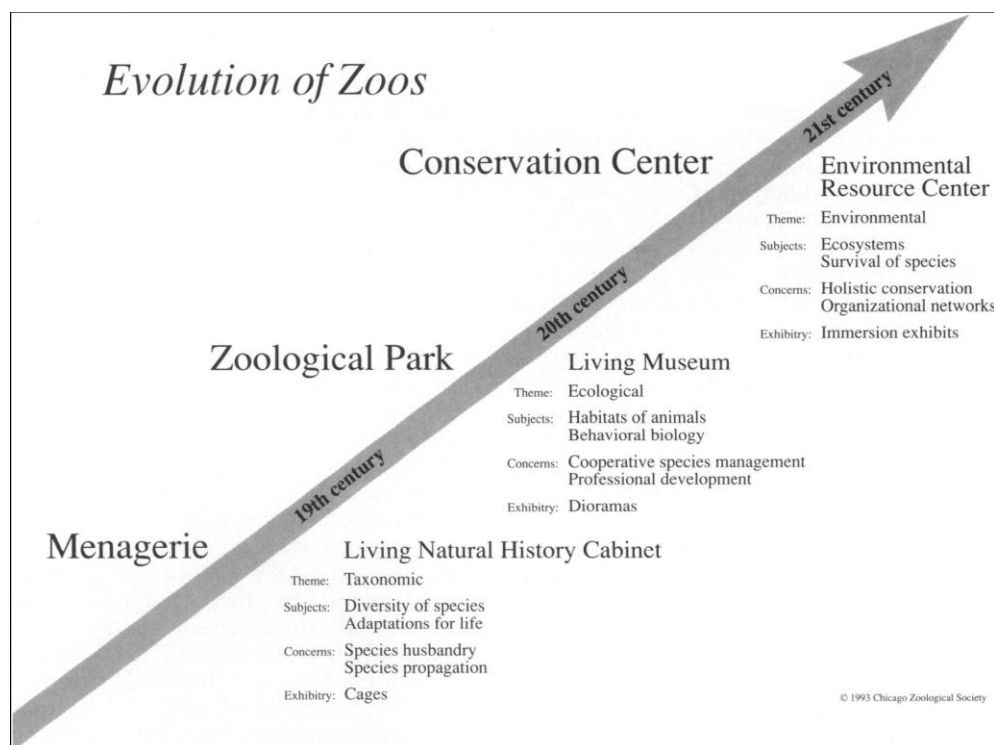 Evolution of Zoos
21st century
Conservation Center
Environmental
Resource Center
Theme: Environmental
Subjects: Ecosystems
Survival of species
Concerns: Holistic conservation
Organizational networks
Exhibitry: Immersion exhibits
20th century
Zoological Park
Living Museum
Theme: Ecological
Subjects: Habitats of animals
Behavioral biology
Concerns: Cooperative species management
Professional development
Exhibitry: Dioramas
19th century
Menagerie
Living Natural History Cabinet
Theme: Taxonomic
Subjects: Diversity of species
Adaptations for life
Concerns: Species husbandry
Species propagation
Exhibitry: Cages
© 1993 Chicago Zoological Society